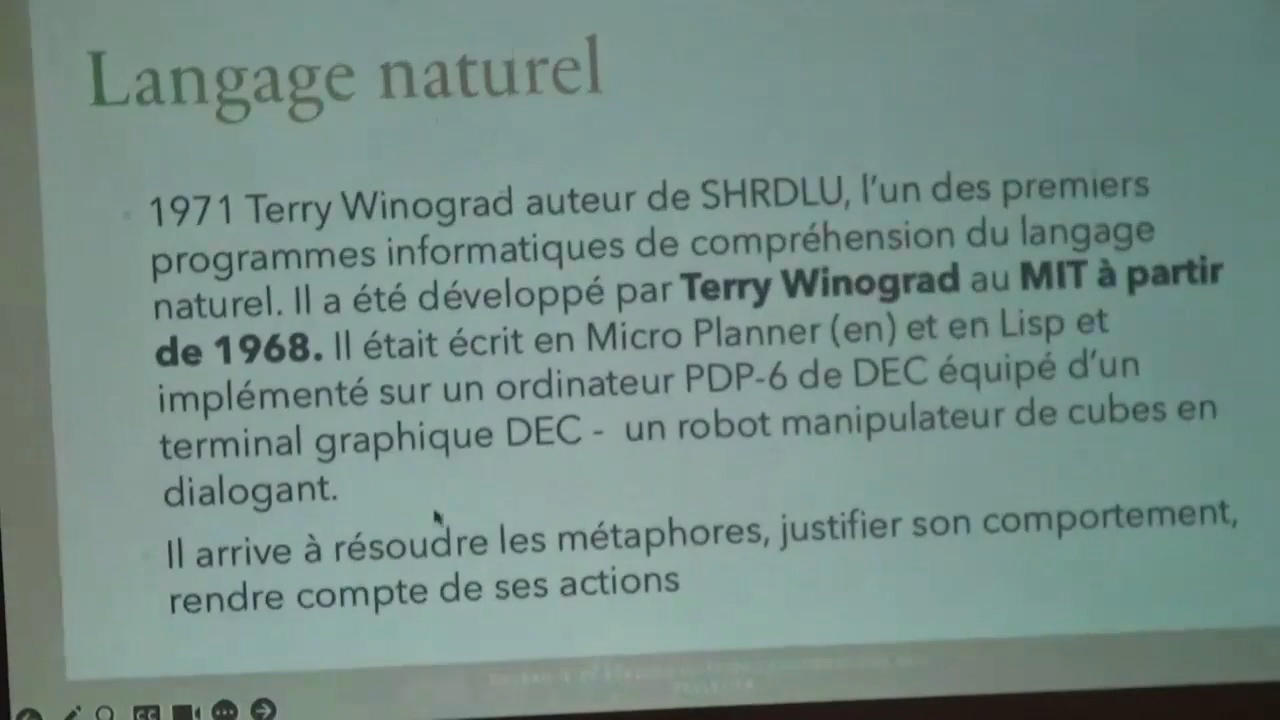 Langage naturel
1971 Terry Winograd auteur de SHRDLU, l'un des premiers
programmes informatiques de compréhension du langage
naturel. Il a été développé par Terry Winograd au MIT à partir
de 1968. Il était écrit en Micro Planner (en) et en Lisp et
implémenté sur un ordinateur PDP-6 de DEC équipé d'un
terminal graphique DEC - un robot manipulateur de cubes en
dialogant.
Il arrive à résoudre les métaphores, justifier son comportement,
rendre compte de ses actions